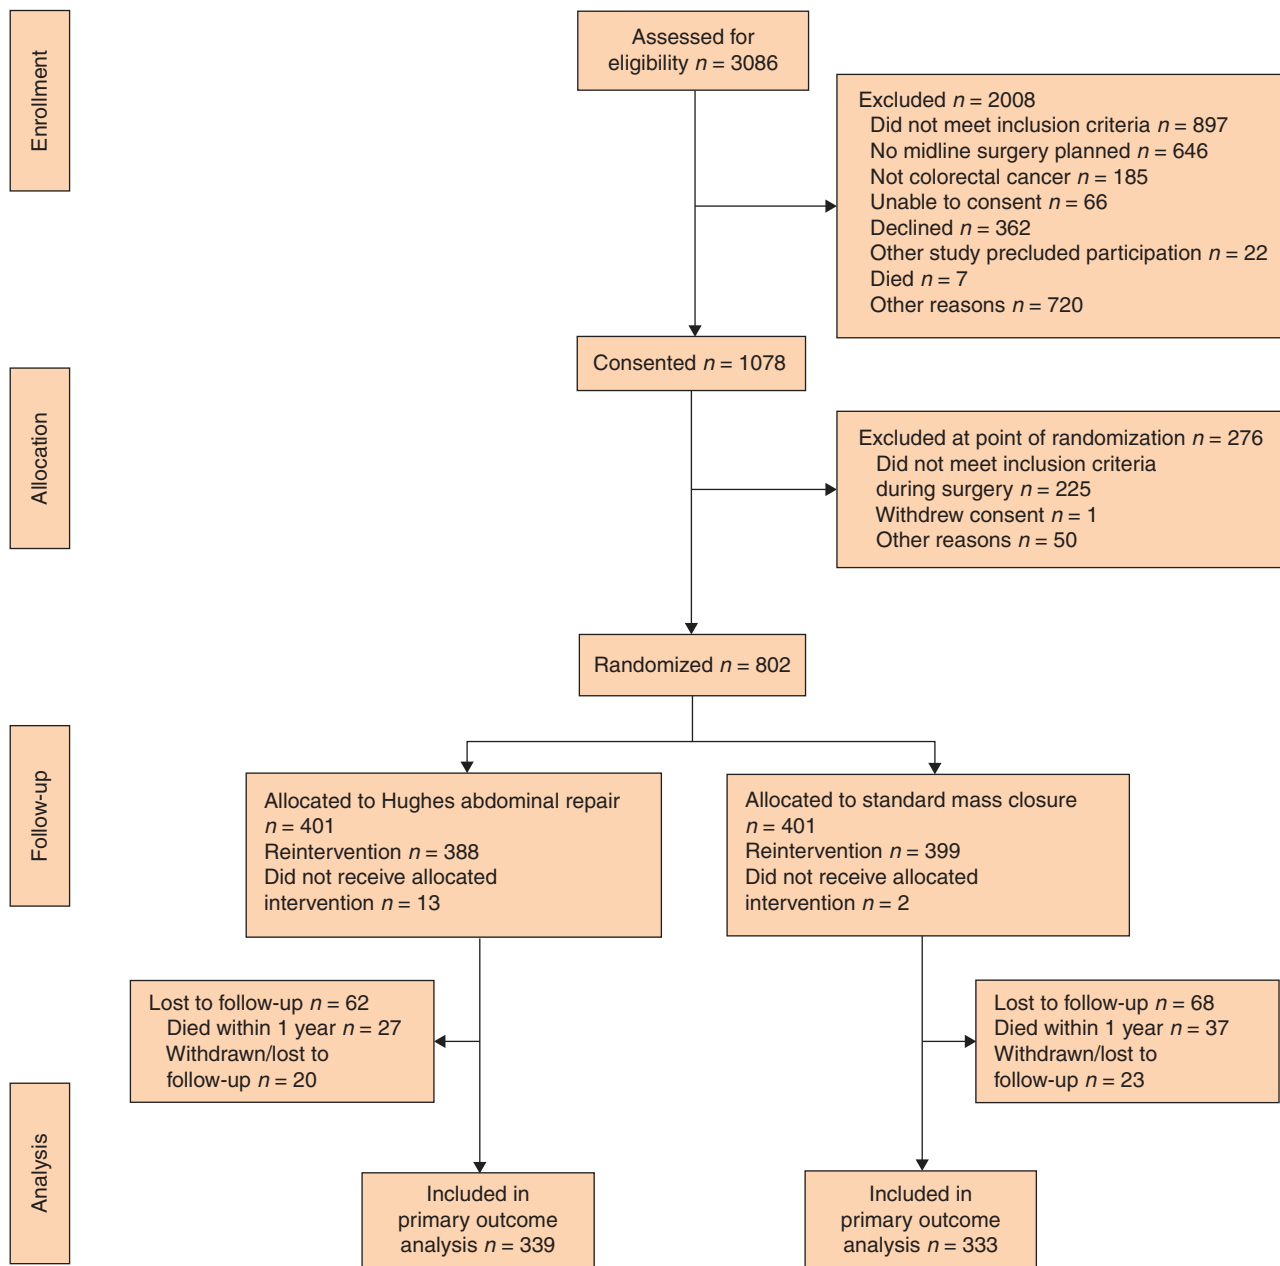 Enrollment
Assessed for
eligibility n = 3086
Excluded n = 2008
Did not meet inclusion criteria n = 897
No midline surgery planned n = 646
Not colorectal cancer n = 185
Unable to consent n = 66
Declined n = 362
Other study precluded participation n = 22
Died n = 7
Other reasons n = 720
Consented n = 1078
Allocation
Excluded at point of randomization n = 276
Did not meet inclusion criteria
during surgery n = 225
Withdrew consent n = 1
Other reasons n = 50
Randomized n = 802
Follow-up
Allocated to Hughes abdominal repair
n = 401
Reintervention n = 388
Did not receive allocated
intervention n = 13
Allocated to standard mass closure
n = 401
Reintervention n = 399
Did not receive allocated
intervention n = 2
Lost to follow-up n = 62
Died within 1 year n = 27
Withdrawn/lost to
follow-up n = 20
Lost to follow-up n = 68
Died within 1 year n = 37
Withdrawn/lost to
follow-up n = 23
Analysis
Included in
primary outcome
analysis n = 339
Included in
primary outcome
analysis n = 333